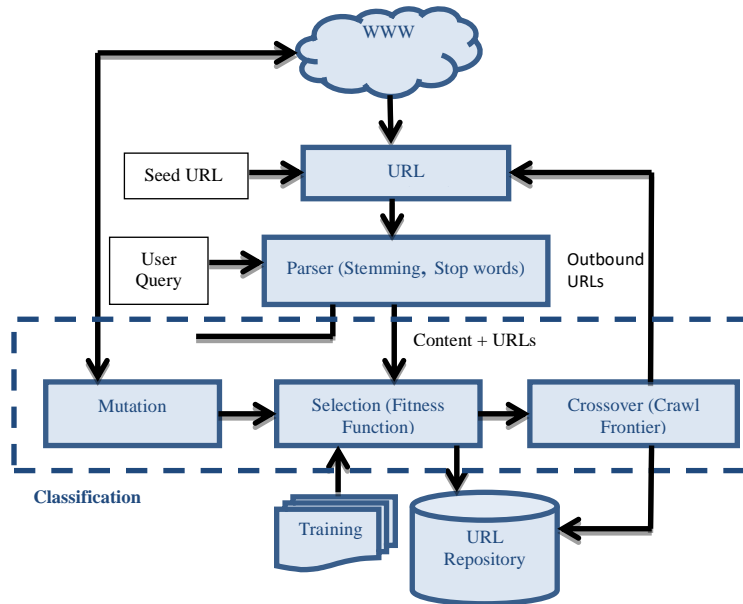 WWW
Seed URL
URL
User
Query
Parser (Stemming, Stop words)
Outbound
URLs
Content + URLs
Mutation
Selection (Fitness
Function)
Crossover (Crawl
Frontier)
Classification
Training
URL
Repository